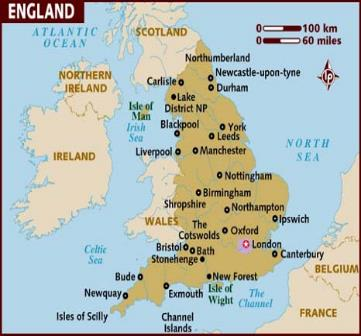 ENGLAND
ATLANTIC
OCEAN
SCOTLAND
0 100 km
0 60 miles
Northumberland
Newcastle-upon-tyne
Carlisle
Durham
NORTHERN
IRELAND
Lake
District NP
Isle of
Man
Irish
Sea
Blackpool
York
Leeds
NORTH
SEA
IRELAND
Liverpool
Manchester
Nottingham
Birmingham
Shropshire
Northampton
WALES
The
Cotswolds
Oxford
Ipswich
London
Celtic
Sea
Bristol
Bath
Stonehenge
Canterbury
BELGIUM
Bude
New Forest
Isle of
Wight
The
Channel
Newquay
Exmouth
Isles of Scilly
Channel
Islands
FRANCE
lp